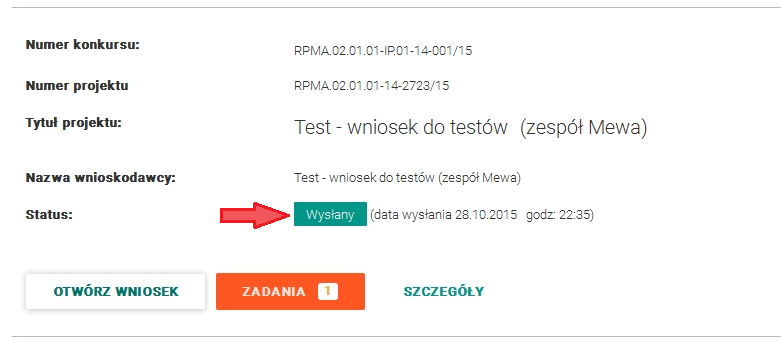 Numer konkursu: RPMA.02.01.01-IP.01-14-001/15
Numer projektu RPMA.02.01.01-14-2723/15
Tytuł projektu: Test - wniosek do testów (zespół Mewa)
Nazwa wnioskodawcy: Test - wniosek do testów (zespół Mewa)
Status: Wysłany (data wysłania 28.10.2015 godz: 22:35)
OTWÓRZ WNIOSEK ZADANIA 1 SZCZEGÓŁY